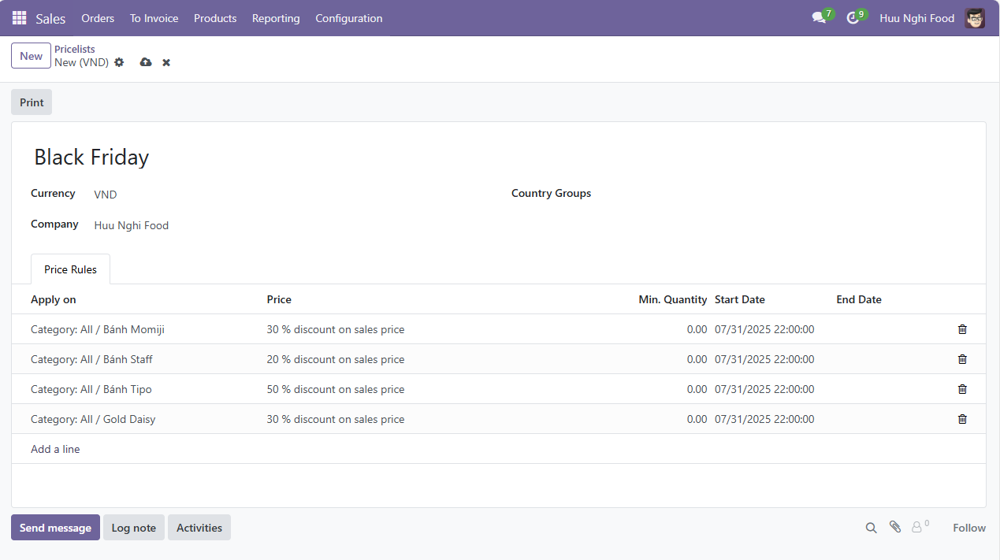 Sales Orders To Invoice Products Reporting Configuration 7 9 Huu Nghi Food
New Pricelists
New (VND)
Print
Black Friday
Currency VND Country Groups
Company Huu Nghi Food
Price Rules
Apply on Price Min. Quantity Start Date End Date
Category: All / Bánh Momiji 30 % discount on sales price 0.00 07/31/2025 22:00:00
Category: All / Bánh Staff 20 % discount on sales price 0.00 07/31/2025 22:00:00
Category: All / Bánh Tipo 50 % discount on sales price 0.00 07/31/2025 22:00:00
Category: All / Gold Daisy 30 % discount on sales price 0.00 07/31/2025 22:00:00
Add a line
Send message Log note Activities 0 Follow